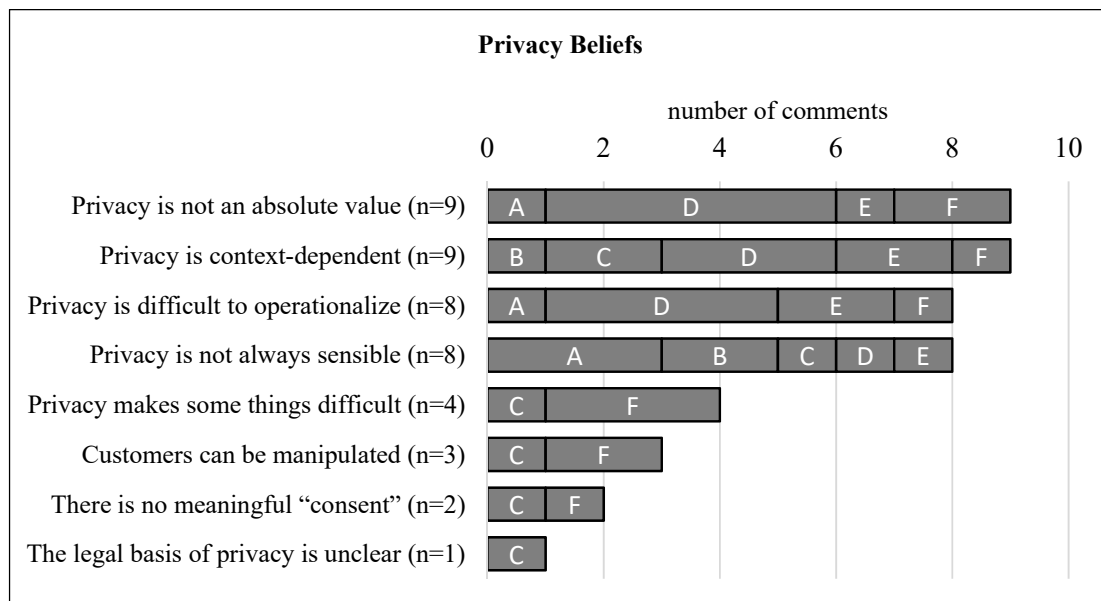 Privacy Beliefs
number of comments
0 2 4 6 8 10
Privacy is not an absolute value (n=9) A D E F
Privacy is context-dependent (n=9) B C D E F
Privacy is difficult to operationalize (n=8) A D E F
Privacy is not always sensible (n=8) A B C D E
Privacy makes some things difficult (n=4) C F
Customers can be manipulated (n=3) C F
There is no meaningful “consent” (n=2) C F
The legal basis of privacy is unclear (n=1) C